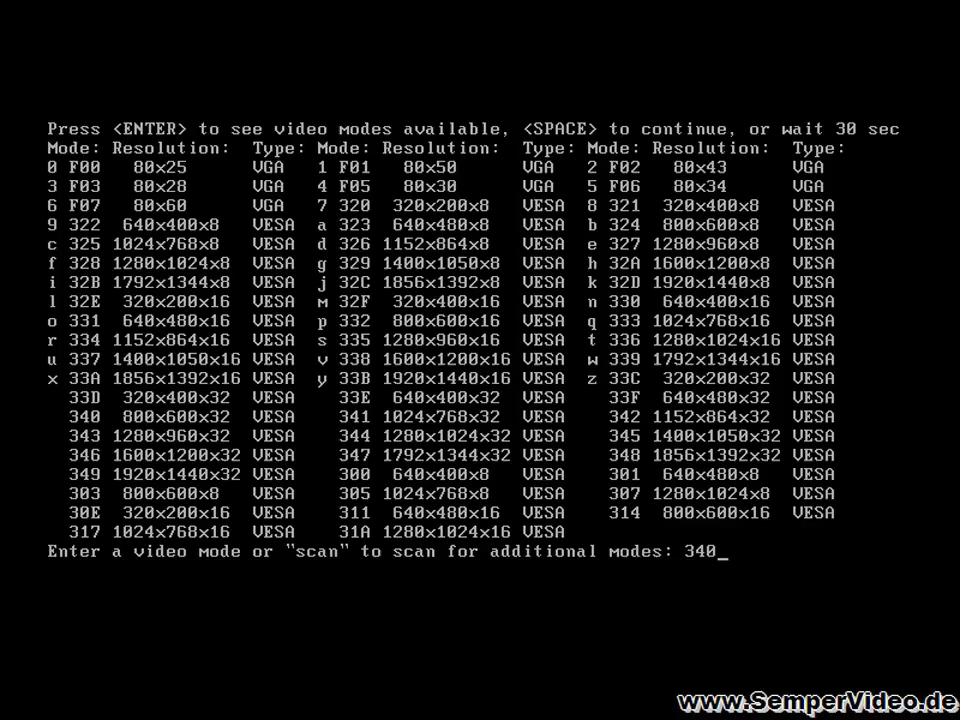 Press <ENTER> to see video modes available, <SPACE> to continue, or wait 30 sec
Mode: Resolution:  Type: Mode: Resolution:  Type: Mode: Resolution:  Type:
0 F00   80x25      VGA   1 F01   80x50      VGA   2 F02   80x43      VGA
3 F03   80x28      VGA   4 F05   80x30      VGA   5 F06   80x34      VGA
6 F07   80x60      VGA   7 320  320x200x8   VESA  8 321  320x400x8   VESA
9 322  640x400x8   VESA  a 323  640x480x8   VESA  b 324  800x600x8   VESA
c 325 1024x768x8   VESA  d 326 1152x864x8   VESA  e 327 1280x960x8   VESA
f 328 1280x1024x8  VESA  g 329 1400x1050x8  VESA  h 32A 1600x1200x8  VESA
i 32B 1792x1344x8  VESA  j 32C 1856x1392x8  VESA  k 32D 1920x1440x8  VESA
l 32E  320x200x16  VESA  m 32F  320x400x16  VESA  n 330  640x400x16  VESA
o 331  640x480x16  VESA  p 332  800x600x16  VESA  q 333 1024x768x16  VESA
r 334 1152x864x16  VESA  s 335 1280x960x16  VESA  t 336 1280x1024x16 VESA
u 337 1400x1050x16 VESA  v 338 1600x1200x16 VESA  w 339 1792x1344x16 VESA
x 33A 1856x1392x16 VESA  y 33B 1920x1440x16 VESA  z 33C  320x200x32  VESA
  33D  320x400x32  VESA    33E  640x400x32  VESA    33F  640x480x32  VESA
  340  800x600x32  VESA    341 1024x768x32  VESA    342 1152x864x32  VESA
  343 1280x960x32  VESA    344 1280x1024x32 VESA    345 1400x1050x32 VESA
  346 1600x1200x32 VESA    347 1792x1344x32 VESA    348 1856x1392x32 VESA
  349 1920x1440x32 VESA    300  640x400x8   VESA    301  640x480x8   VESA
  303  800x600x8   VESA    305 1024x768x8   VESA    307 1280x1024x8  VESA
  30E  320x200x16  VESA    311  640x480x16  VESA    314  800x600x16  VESA
  317 1024x768x16  VESA    31A 1280x1024x16 VESA
Enter a video mode or "scan" to scan for additional modes: 340_
www.SemperVideo.de